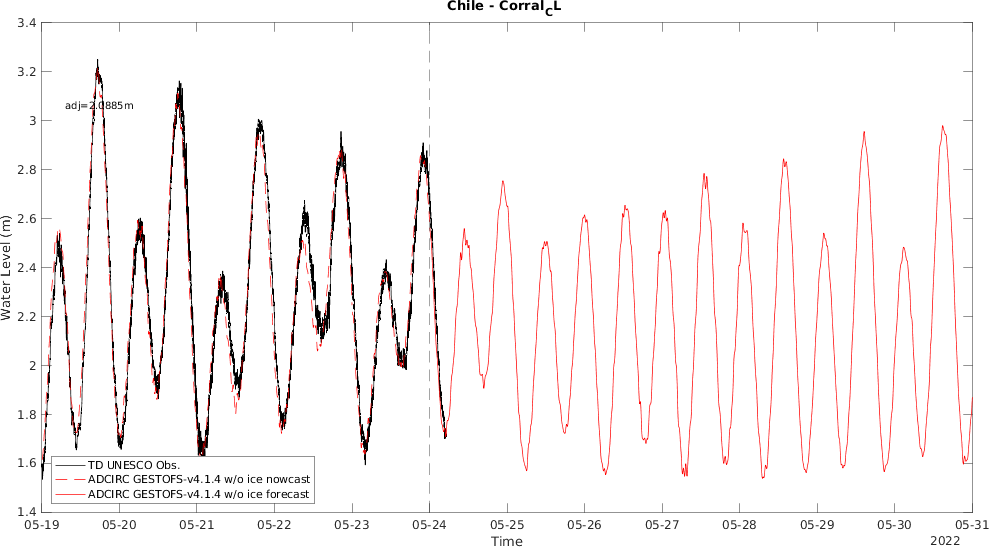 Chile - Corral_CL
3.4
3.2
3
2.8
2.6
2.4
2.2
2
1.8
1.6
1.4
Water Level (m)
adj=2.0885m
TD UNESCO Obs.
ADCIRC GESTOFS-v4.1.4 w/o ice nowcast
ADCIRC GESTOFS-v4.1.4 w/o ice forecast
05-19 05-20 05-21 05-22 05-23 05-24 05-25 05-26 05-27 05-28 05-29 05-30 05-31
Time
2022